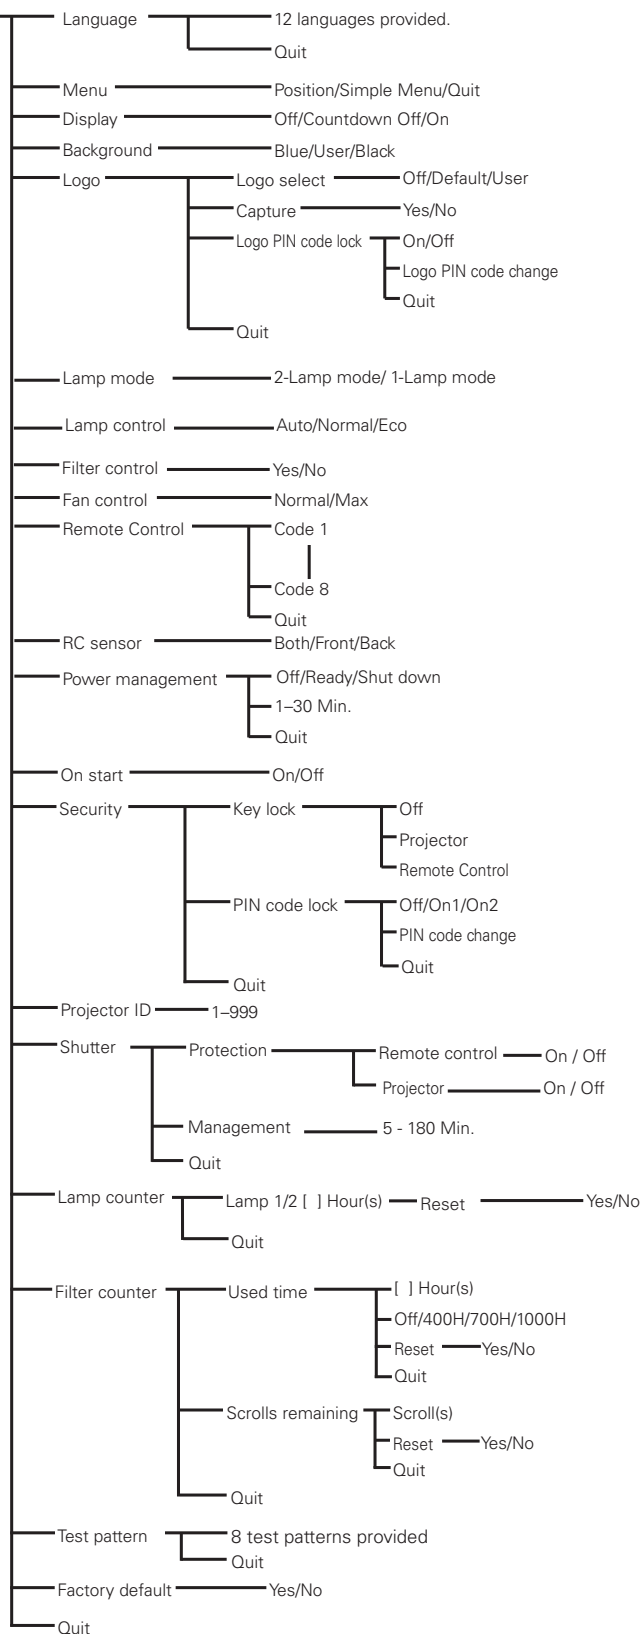 Language 12 languages provided.
Quit
Menu Position/Simple Menu/Quit
Display Off/Countdown Off/On
Background Blue/User/Black
Logo Logo select Off/Default/User
Capture Yes/No
Logo PIN code lock On/Off
Logo PIN code change
Quit
Quit
Lamp mode 2-Lamp mode/ 1-Lamp mode
Lamp control Auto/Normal/Eco
Filter control Yes/No
Fan control Normal/Max
Remote Control Code 1
Code 8
Quit
RC sensor Both/Front/Back
Power management Off/Ready/Shut down
1–30 Min.
Quit
On start On/Off
Security Key lock Off
Projector
Remote Control
PIN code lock Off/On1/On2
PIN code change
Quit
Quit
Projector ID 1–999
Shutter Protection Remote control On / Off
Projector On / Off
Management 5 - 180 Min.
Quit
Lamp counter Lamp 1/2 [ ] Hour(s) Reset Yes/No
Quit
Filter counter Used time [ ] Hour(s)
Off/400H/700H/1000H
Reset Yes/No
Quit
Scrolls remaining Scroll(s)
Reset Yes/No
Quit
Quit
Test pattern 8 test patterns provided
Quit
Factory default Yes/No
Quit